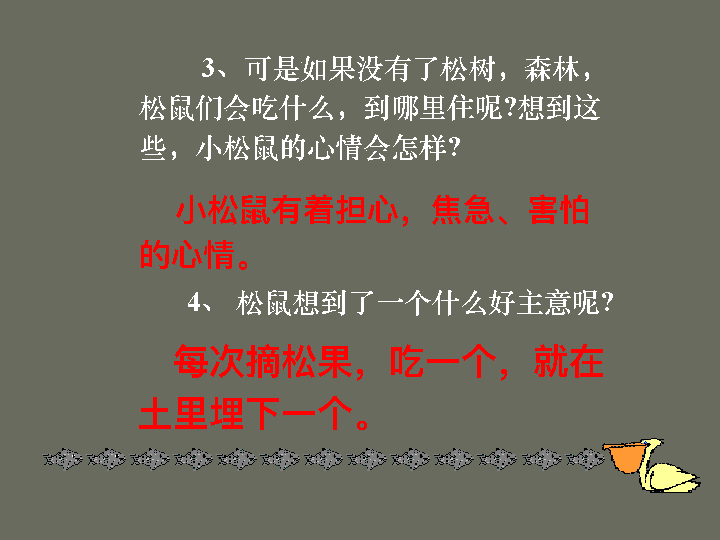 3、可是如果没有了松树，森林，
松鼠们会吃什么，到哪里住呢?想到这
些，小松鼠的心情会怎样?
小松鼠有着担心，焦急、害怕
的心情。
4、 松鼠想到了一个什么好主意呢?
每次摘松果，吃一个，就在
土里埋下一个。